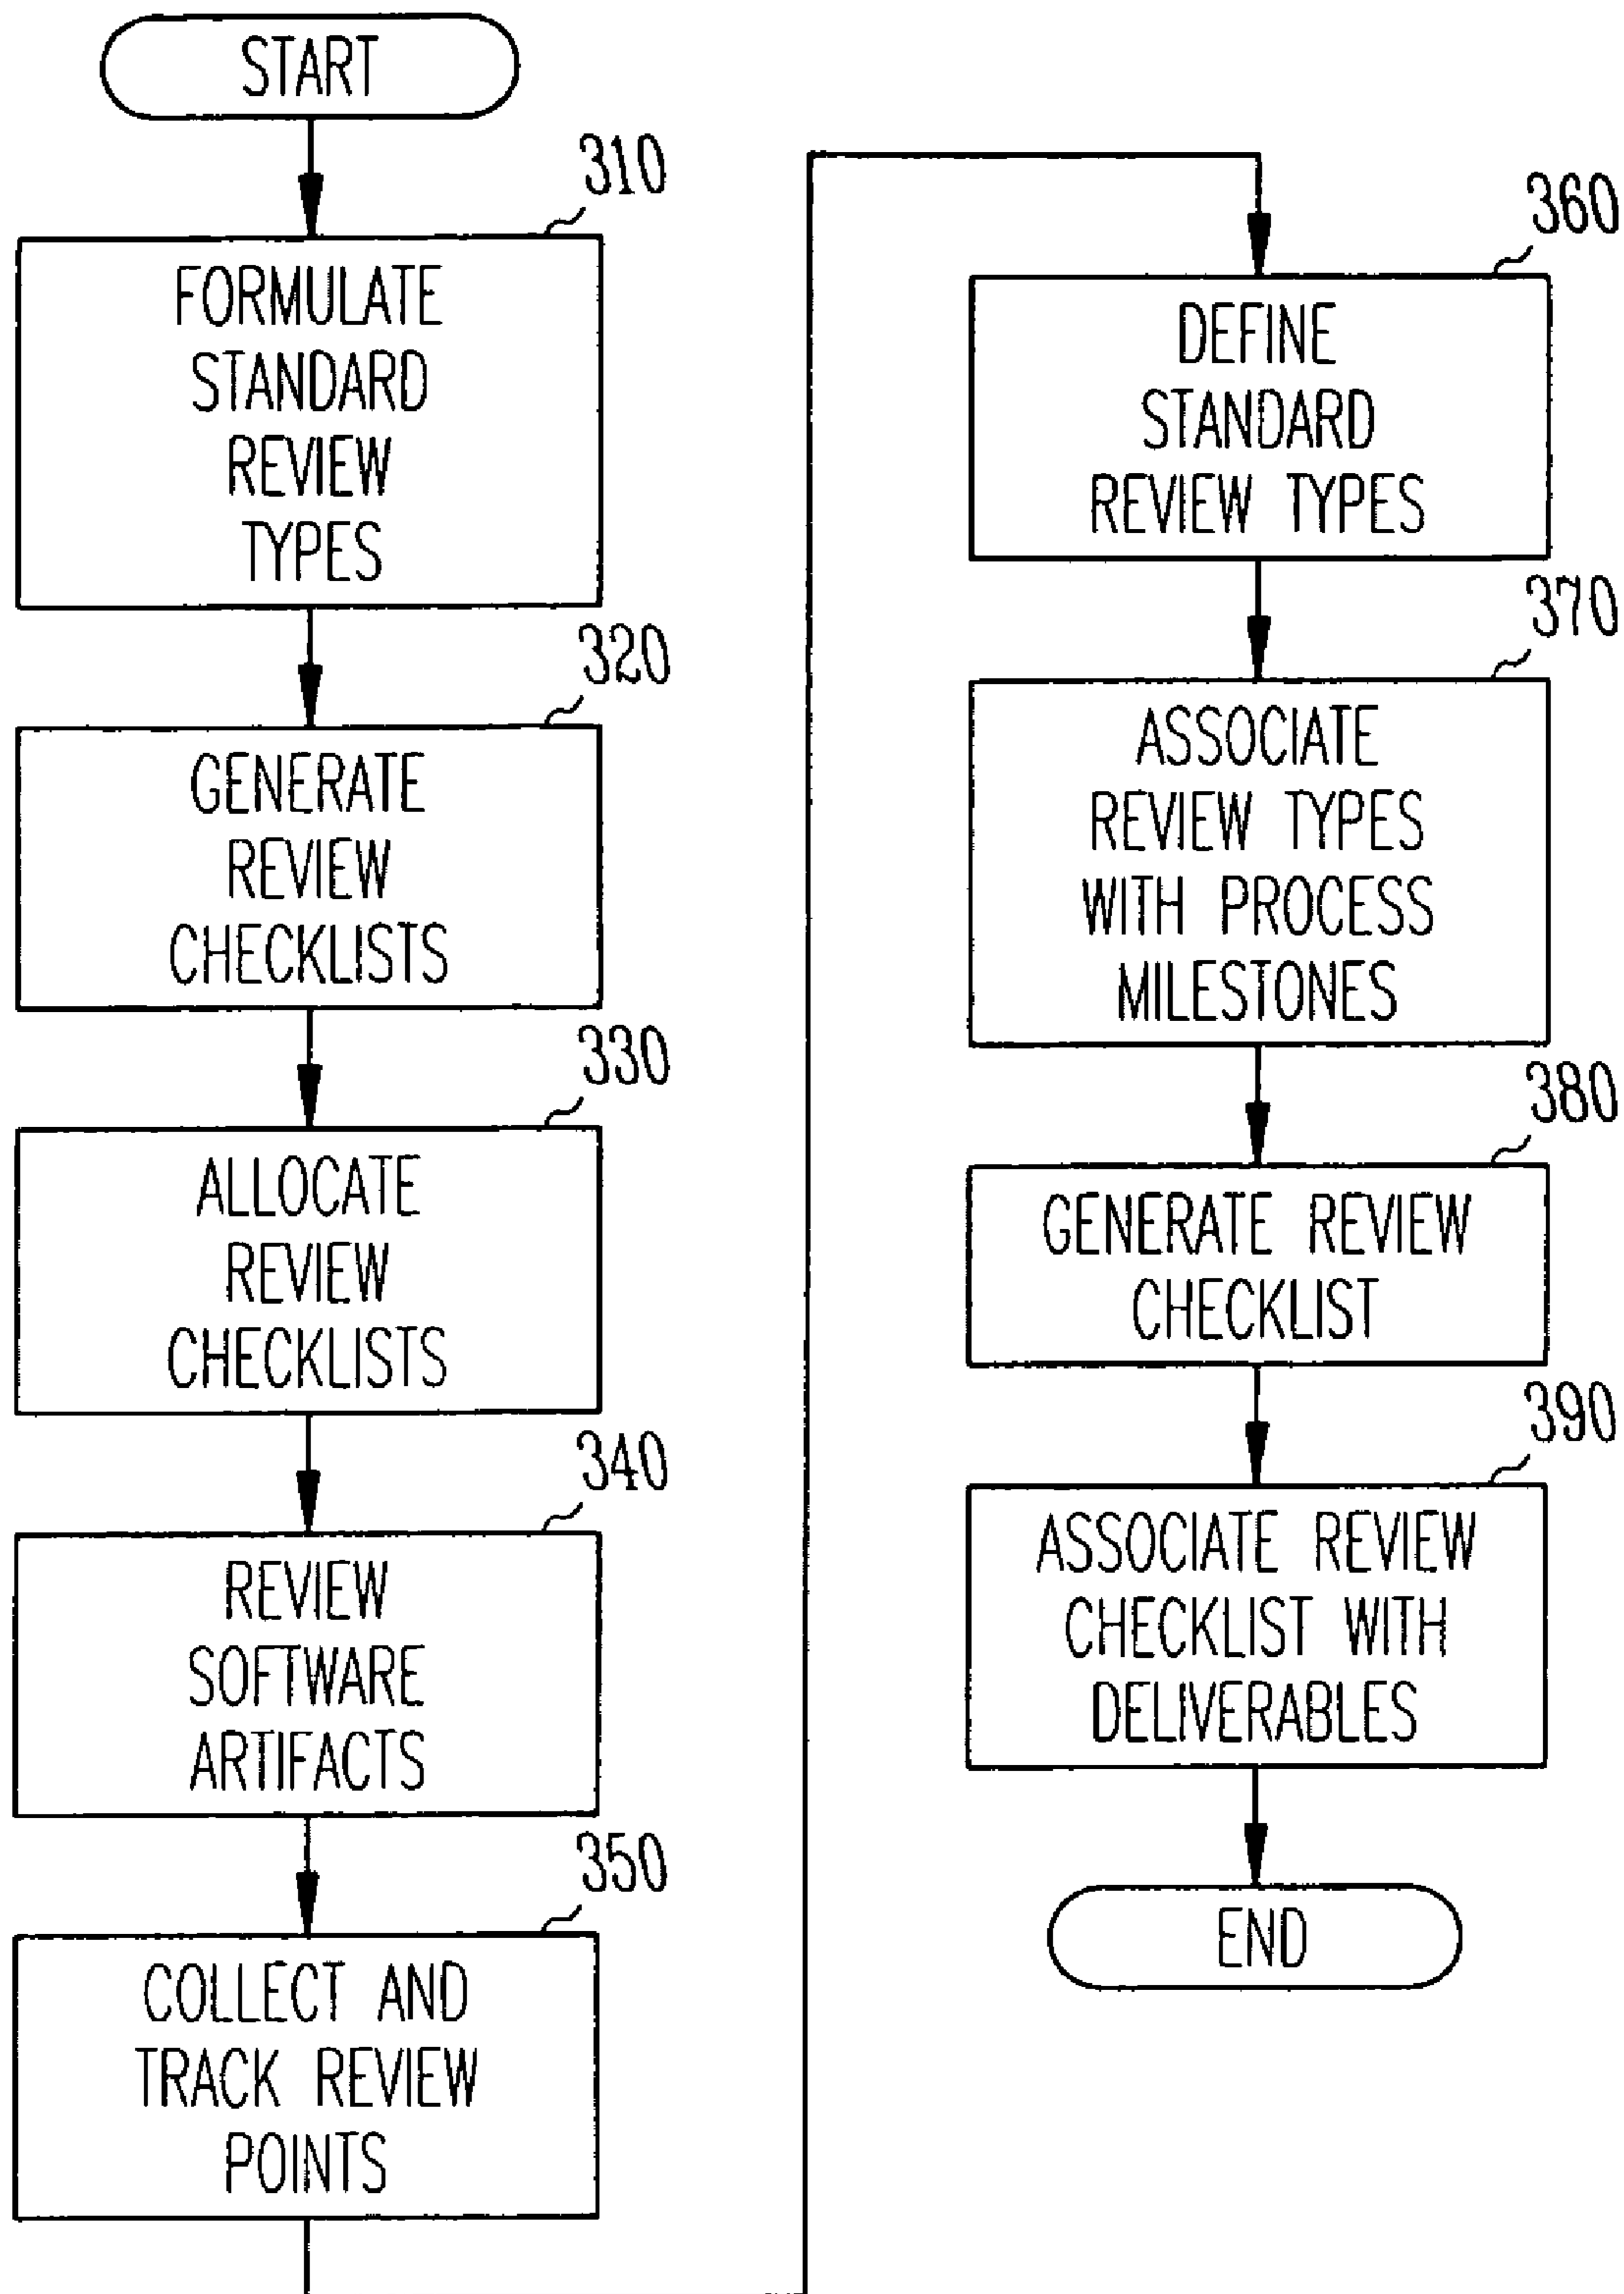 START
310
FORMULATE
STANDARD
REVIEW
TYPES
320
GENERATE
REVIEW
CHECKLISTS
330
ALLOCATE
REVIEW
CHECKLISTS
340
REVIEW
SOFTWARE
ARTIFACTS
350
COLLECT AND
TRACK REVIEW
POINTS
360
DEFINE
STANDARD
REVIEW TYPES
370
ASSOCIATE
REVIEW TYPES
WITH PROCESS
MILESTONES
380
GENERATE REVIEW
CHECKLIST
390
ASSOCIATE REVIEW
CHECKLIST WITH
DELIVERABLES
END